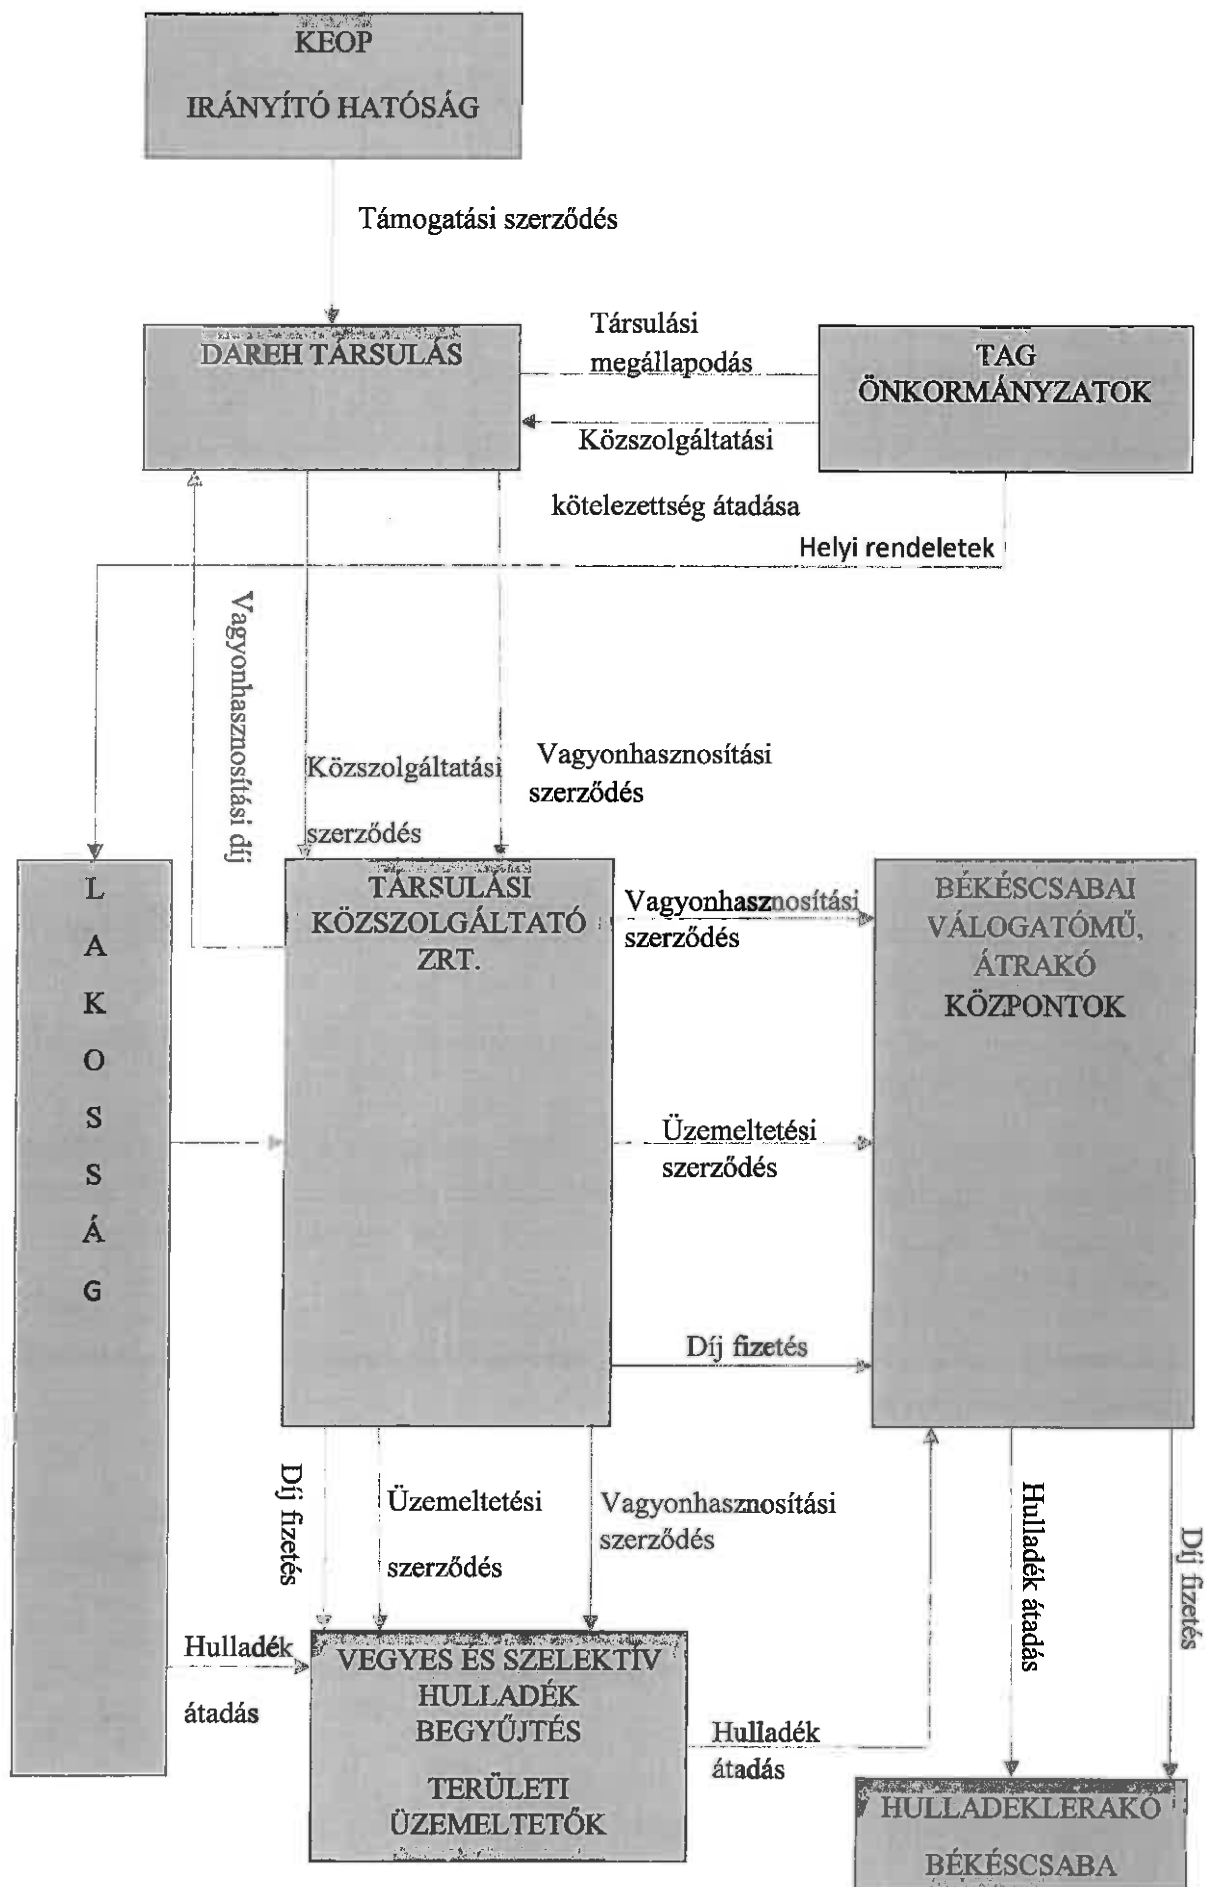 KEOP
IRÁNYÍTÓ HATÓSÁG
Támogatási szerződés
DAREH TÁRSULÁS
Társulási
megállapodás
TAG
ÖNKORMÁNYZATOK
Közszolgáltatási
kötelezettség átadása
Helyi rendeletek
Vagyonhasznosítási díj
Közszolgáltatási
szerződés
Vagyonhasznosítási
szerződés
L
A
K
O
S
S
Á
G
TÁRSULÁSI
KÖZSZOLGÁLTATÓ
ZRT.
Vagyonhasznosítási
szerződés
BÉKÉSCSABAI
VÁLOGATÓMŰ,
ÁTRAKÓ
KÖZPONTOK
Üzemeltetési
szerződés
Díj fizetés
Díj fizetés
Üzemeltetési
szerződés
Vagyonhasznosítási
szerződés
Hulladék átadás
Díj fizetés
Hulladék
átadás
VEGYES ÉS SZELEKTÍV
HULLADÉK
BEGYŰJTÉS
TERÜLETI
ÜZEMELTETŐK
Hulladék
átadás
HULLADEKLERAKÓ
BÉKÉSCSABA